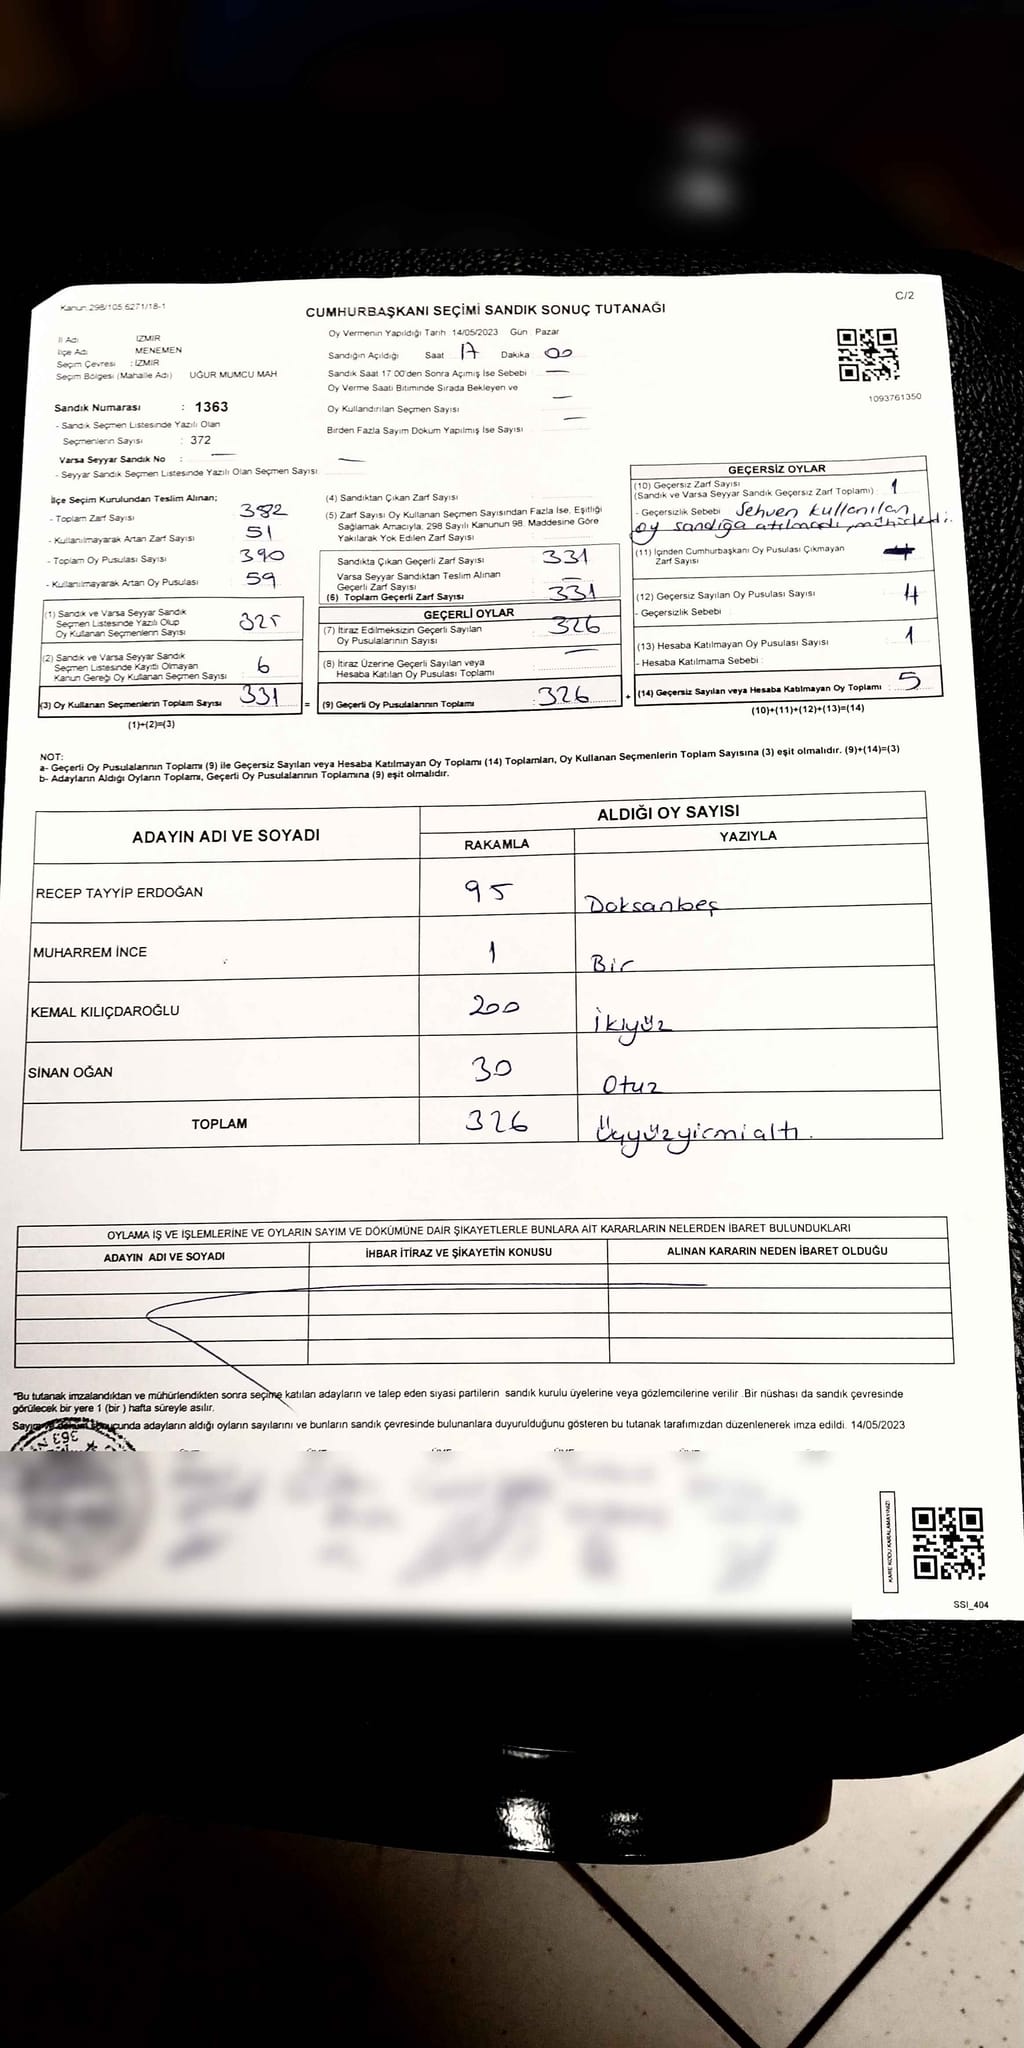 Kanun 298/105 6271/18-1
C/2
CUMHURBAŞKANI SEÇİMİ SANDIK SONUÇ TUTANAĞI
İl Adı : İZMİR
İlçe Adı : MENEMEN
Seçim Çevresi : İZMİR
Seçim Bölgesi (Mahalle Adı) UĞUR MUMCU MAH
Sandık Numarası : 1363
- Sandık Seçmen Listesinde Yazılı Olan
Seçmenlerin Sayısı : 372
Varsa Seyyar Sandık No : —
- Seyyar Sandık Seçmen Listesinde Yazılı Olan Seçmen Sayısı : —
Oy Vermenin Yapıldığı Tarih 14/05/2023 Gün Pazar
Sandığın Açıldığı Saat 17 Dakika 00
Sandık Saat 17.00'den Sonra Açımış İse Sebebi —
Oy Verme Saati Bitiminde Sırada Bekleyen ve —
Oy Kullandırılan Seçmen Sayısı —
Birden Fazla Sayım Döküm Yapılmış İse Sayısı
1093761350
İlçe Seçim Kurulundan Teslim Alınan;
- Toplam Zarf Sayısı : 382
- Kullanılmayarak Artan Zarf Sayısı : 51
- Toplam Oy Pusulası Sayısı : 390
- Kullanılmayarak Artan Oy Pusulası : 59
(1) Sandık ve Varsa Seyyar Sandık
Seçmen Listesinde Yazılı Olup
Oy Kullanan Seçmenlerin Sayısı : 325
(2) Sandık ve Varsa Seyyar Sandık
Seçmen Listesinde Kayıtlı Olmayan
Kanun Gereği Oy Kullanan Seçmen Sayısı : 6
(3) Oy Kullanan Seçmenlerin Toplam Sayısı : 331
(1)+(2)=(3)
(4) Sandıktan Çıkan Zarf Sayısı
(5) Zarf Sayısı Oy Kullanan Seçmen Sayısından Fazla İse, Eşitliği
Sağlamak Amacıyla, 298 Sayılı Kanunun 98. Maddesine Göre
Yakılarak Yok Edilen Zarf Sayısı
Sandıkta Çıkan Geçerli Zarf Sayısı : 331
Varsa Seyyar Sandıktan Teslim Alınan
Geçerli Zarf Sayısı : —
(6) Toplam Geçerli Zarf Sayısı : 331
GEÇERLİ OYLAR
(7) İtiraz Edilmeksizin Geçerli Sayılan
Oy Pusulalarının Sayısı : 326
(8) İtiraz Üzerine Geçerli Sayılan veya
Hesaba Katılan Oy Pusulası Toplamı : —
= (9) Geçerli Oy Pusulalarının Toplamı : 326
GEÇERSİZ OYLAR
(10) Geçersiz Zarf Sayısı
(Sandık ve Varsa Seyyar Sandık Geçersiz Zarf Toplamı) : 1
- Geçersizlik Sebebi Sehven kullanılan
oy sandığa atılmadı, mühürlendi.
(11) İçinden Cumhurbaşkanı Oy Pusulası Çıkmayan
Zarf Sayısı
(12) Geçersiz Sayılan Oy Pusulası Sayısı : 4
- Geçersizlik Sebebi :
(13) Hesaba Katılmayan Oy Pusulası Sayısı : 1
- Hesaba Katılmama Sebebi :
+ (14) Geçersiz Sayılan veya Hesaba Katılmayan Oy Toplamı : 5
(10)+(11)+(12)+(13)=(14)
NOT:
a- Geçerli Oy Pusulalarının Toplamı (9) ile Geçersiz Sayılan veya Hesaba Katılmayan Oy Toplamı (14) Toplamları, Oy Kullanan Seçmenlerin Toplam Sayısına (3) eşit olmalıdır. (9)+(14)=(3)
b- Adayların Aldığı Oyların Toplamı, Geçerli Oy Pusulalarının Toplamına (9) eşit olmalıdır.
ADAYIN ADI VE SOYADI
ALDIĞI OY SAYISI
RAKAMLA YAZIYLA
RECEP TAYYİP ERDOĞAN 95 Doksanbeş
MUHARREM İNCE 1 Bir
KEMAL KILIÇDAROĞLU 200 İkiyüz
SİNAN OĞAN 30 Otuz
TOPLAM 326 Üçyüzyirmialtı.
OYLAMA İŞ VE İŞLEMLERİNE VE OYLARIN SAYIM VE DÖKÜMÜNE DAİR ŞİKAYETLERLE BUNLARA AİT KARARLARIN NELERDEN İBARET BULUNDUKLARI
ADAYIN ADI VE SOYADI İHBAR İTİRAZ VE ŞİKAYETİN KONUSU ALINAN KARARIN NEDEN İBARET OLDUĞU
*Bu tutanak imzalandıktan ve mühürlendikten sonra seçime katılan adayların ve talep eden siyasi partilerin sandık kurulu üyelerine veya gözlemcilerine verilir .Bir nüshası da sandık çevresinde
görülecek bir yere 1 (bir) hafta süreyle asılır.
adayların aldığı oyların sayılarını ve bunların sandık çevresinde bulunanlara duyurulduğunu gösteren bu tutanak tarafımızdan düzenlenerek imza edildi. 14/05/2023
KARE KODU KARALAMAYINIZ!
SSI_404